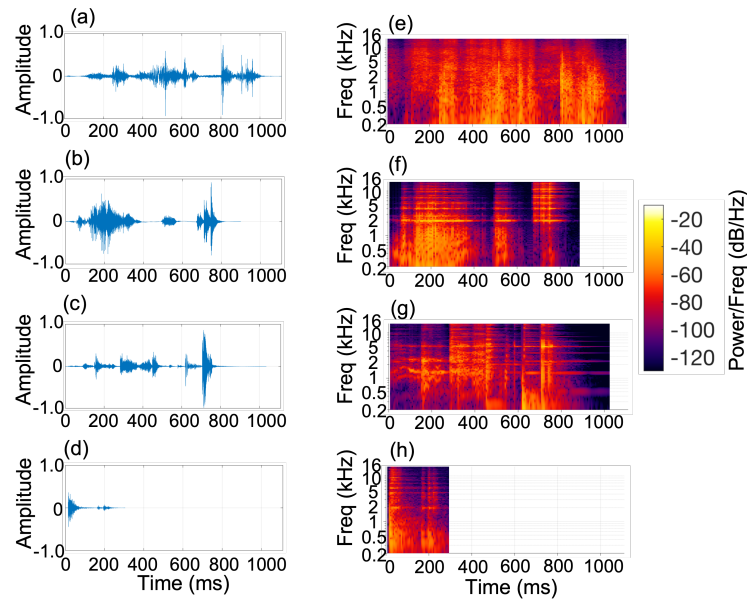 (a)
Amplitude
1.0
0
-1.0
0 200 400 600 800 1000
(e)
Freq (kHz)
16
10
5
2
1
0.5
0.2
0 200 400 600 800 1000
(b)
Amplitude
1.0
0
-1.0
0 200 400 600 800 1000
(f)
Freq (kHz)
16
10
5
2
1
0.5
0.2
0 200 400 600 800 1000
(c)
Amplitude
1.0
0
-1.0
0 200 400 600 800 1000
(g)
Freq (kHz)
16
10
5
2
1
0.5
0.2
0 200 400 600 800 1000
(d)
Amplitude
1.0
0
-1.0
0 200 400 600 800 1000
Time (ms)
(h)
Freq (kHz)
16
10
5
2
1
0.5
0.2
0 200 400 600 800 1000
Time (ms)
-20
-40
-60
-80
-100
-120
Power/Freq (dB/Hz)